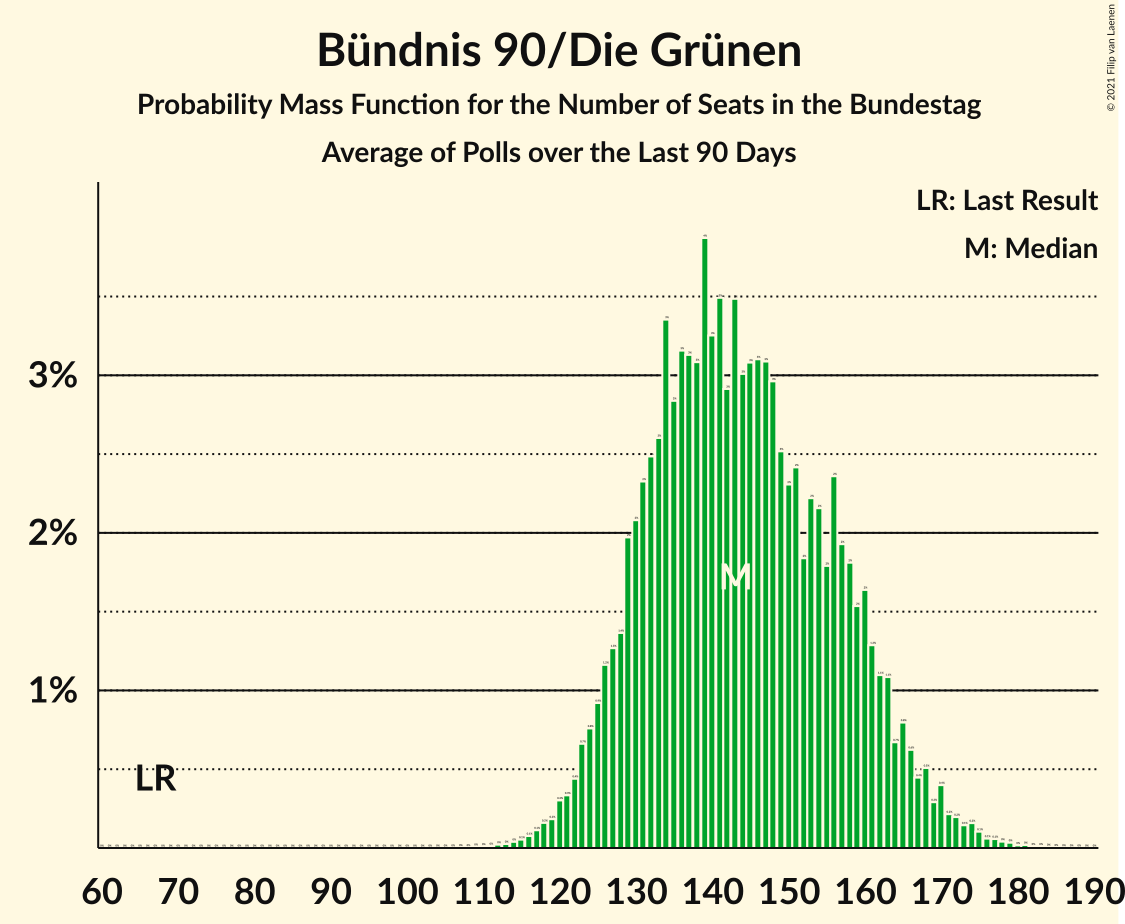 Bündnis 90/Die Grünen
Probability Mass Function for the Number of Seats in the Bundestag
Average of Polls over the Last 90 Days
© 2021 Filip van Laenen
LR: Last Result
M: Median
3%
2%
1%
LR
M
60 70 80 90 100 110 120 130 140 150 160 170 180 190